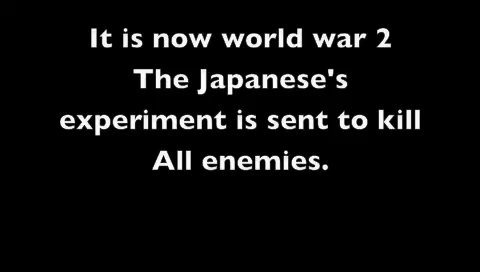 It is now world war 2
The Japanese's
experiment is sent to kill
All enemies.